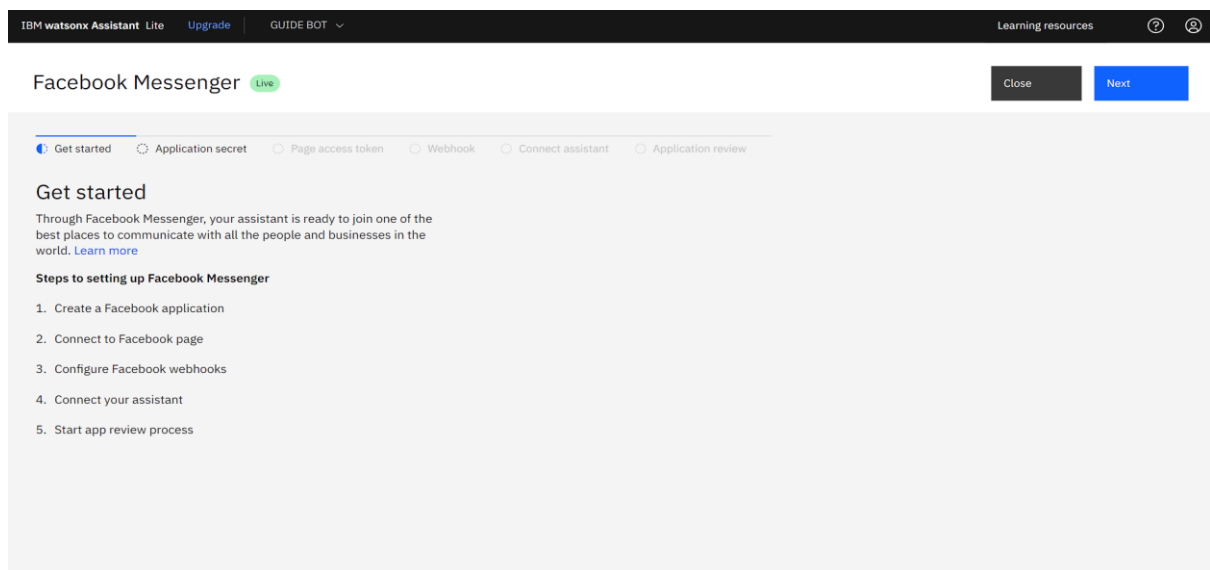 IBM watsonx Assistant Lite Upgrade GUIDE BOT Learning resources
Facebook Messenger Live Close Next
Get started Application secret Page access token Webhook Connect assistant Application review
Get started
Through Facebook Messenger, your assistant is ready to join one of the
best places to communicate with all the people and businesses in the
world. Learn more
Steps to setting up Facebook Messenger
1. Create a Facebook application
2. Connect to Facebook page
3. Configure Facebook webhooks
4. Connect your assistant
5. Start app review process